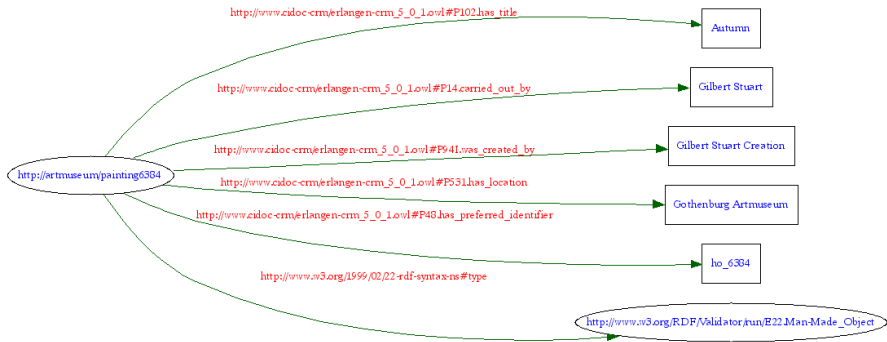 http://www.cidoc-crm/erlangen-crm_5_0_1.owl#P102.has_title
Autumn
http://www.cidoc-crm/erlangen-crm_5_0_1.owl#P14.carried_out_by
Gilbert Stuart
http://www.cidoc-crm/erlangen-crm_5_0_1.owl#P94I.was_created_by
Gilbert Stuart Creation
http://artmuseum/painting6384
http://www.cidoc-crm/erlangen-crm_5_0_1.owl#P531.has_location
Gothenburg Artmuseum
http://www.cidoc-crm/erlangen-crm_5_0_1.owl#P48.has_preferred_identifier
ho_6384
http://www.w3.org/1999/02/22-rdf-syntax-ns#type
http://www.w3.org/RDF/Validator/run/E22.Man-Made_Object